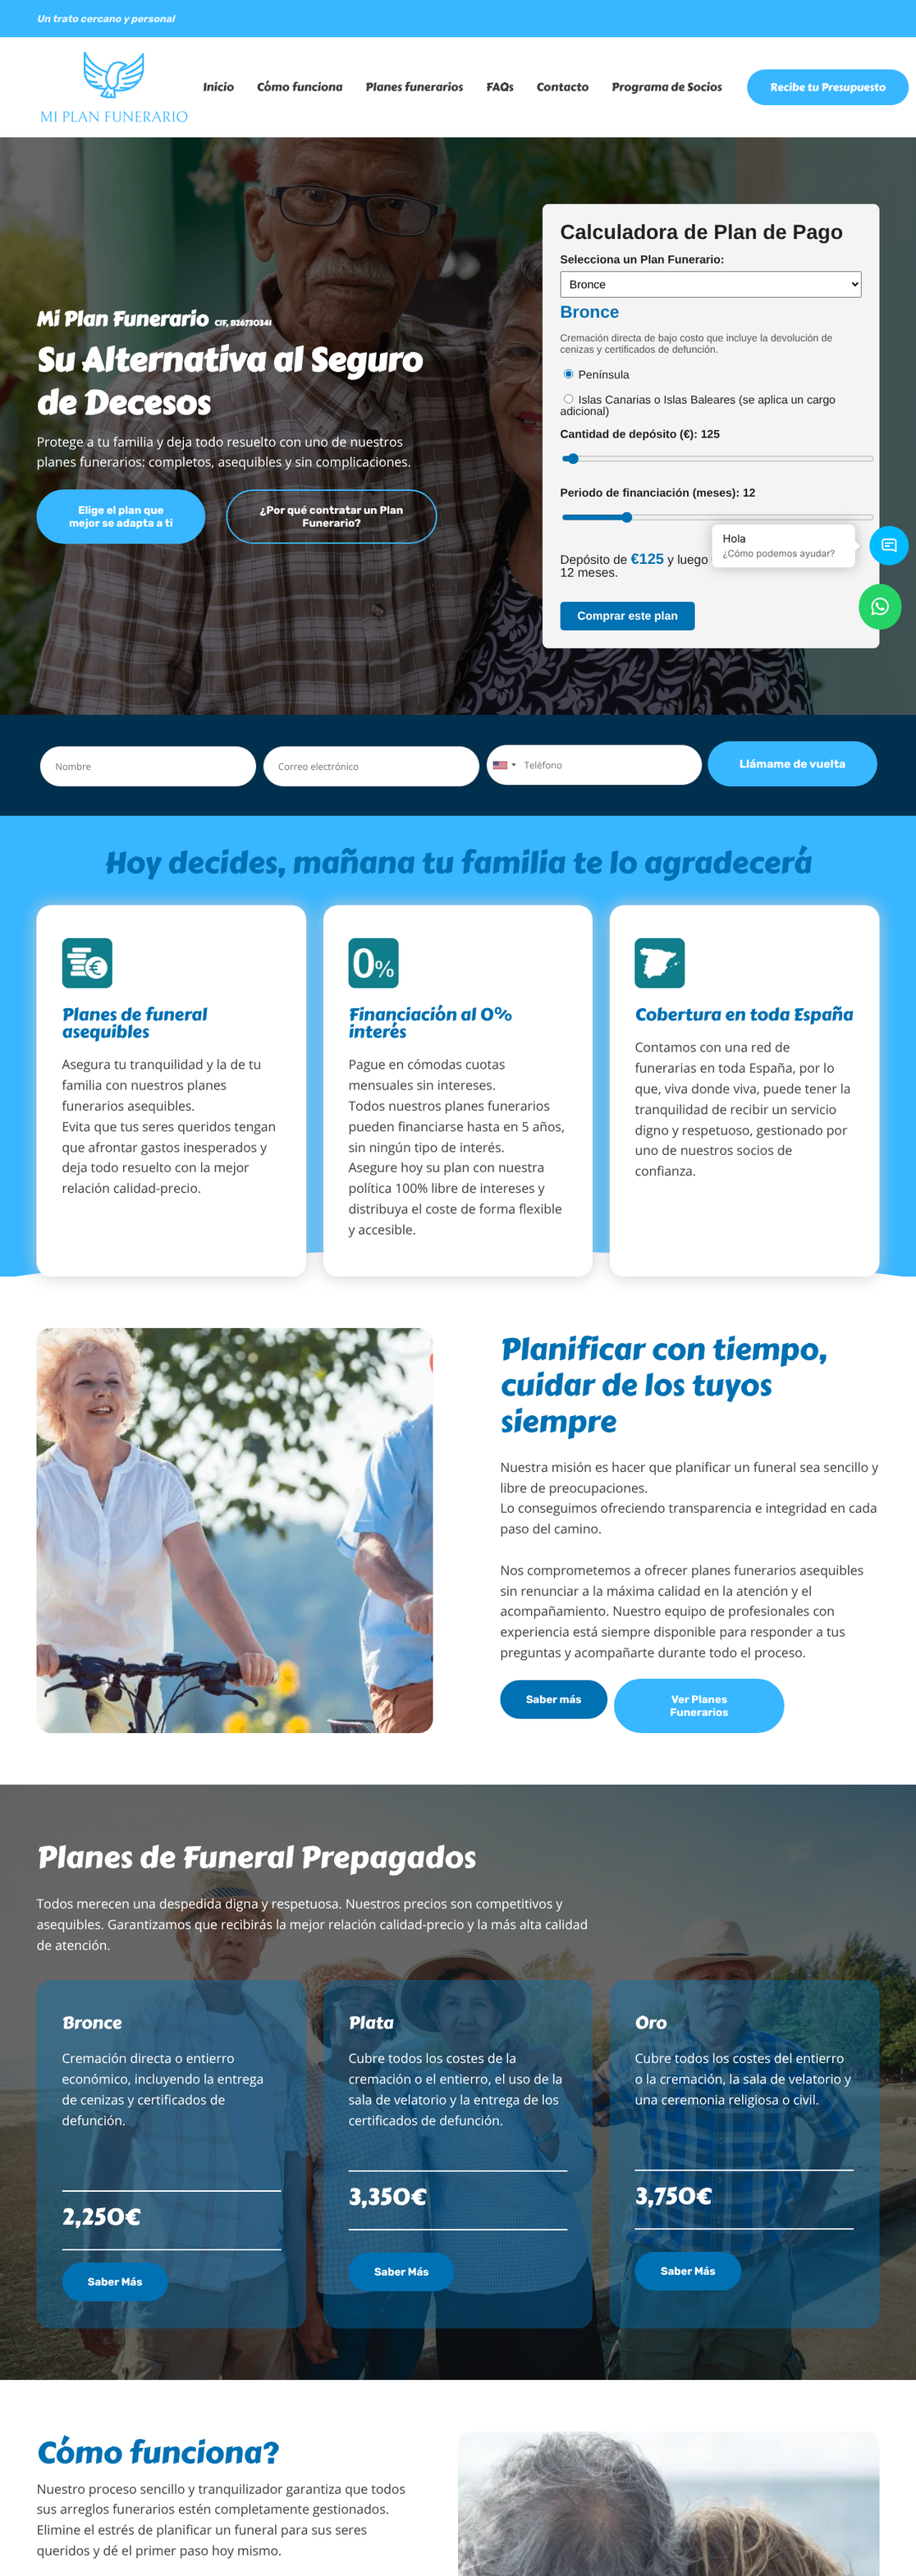 Un trato cercano y personal
MI PLAN FUNERARIO
Inicio
Cómo funciona
Planes funerarios
FAQs
Contacto
Programa de Socios
Recibe tu Presupuesto
Mi Plan Funerario CIF, B26730341
Su Alternativa al Seguro
de Decesos
Protege a tu familia y deja todo resuelto con uno de nuestros
planes funerarios: completos, asequibles y sin complicaciones.
Elige el plan que
mejor se adapta a ti
¿Por qué contratar un Plan
Funerario?
Calculadora de Plan de Pago
Selecciona un Plan Funerario:
Bronce
Bronce
Cremación directa de bajo costo que incluye la devolución de
cenizas y certificados de defunción.
Península
Islas Canarias o Islas Baleares (se aplica un cargo
adicional)
Cantidad de depósito (€): 125
Periodo de financiación (meses): 12
Depósito de €125 y luego
12 meses.
Hola
¿Cómo podemos ayudar?
Comprar este plan
Nombre
Correo electrónico
Teléfono
Llámame de vuelta
Hoy decides, mañana tu familia te lo agradecerá
Planes de funeral
asequibles
Asegura tu tranquilidad y la de tu
familia con nuestros planes
funerarios asequibles.
Evita que tus seres queridos tengan
que afrontar gastos inesperados y
deja todo resuelto con la mejor
relación calidad-precio.
0%
Financiación al 0%
interés
Pague en cómodas cuotas
mensuales sin intereses.
Todos nuestros planes funerarios
pueden financiarse hasta en 5 años,
sin ningún tipo de interés.
Asegure hoy su plan con nuestra
política 100% libre de intereses y
distribuya el coste de forma flexible
y accesible.
Cobertura en toda España
Contamos con una red de
funerarias en toda España, por lo
que, viva donde viva, puede tener la
tranquilidad de recibir un servicio
digno y respetuoso, gestionado por
uno de nuestros socios de
confianza.
Planificar con tiempo,
cuidar de los tuyos
siempre
Nuestra misión es hacer que planificar un funeral sea sencillo y
libre de preocupaciones.
Lo conseguimos ofreciendo transparencia e integridad en cada
paso del camino.
Nos comprometemos a ofrecer planes funerarios asequibles
sin renunciar a la máxima calidad en la atención y el
acompañamiento. Nuestro equipo de profesionales con
experiencia está siempre disponible para responder a tus
preguntas y acompañarte durante todo el proceso.
Saber más
Ver Planes
Funerarios
Planes de Funeral Prepagados
Todos merecen una despedida digna y respetuosa. Nuestros precios son competitivos y
asequibles. Garantizamos que recibirás la mejor relación calidad-precio y la más alta calidad
de atención.
Bronce
Cremación directa o entierro
económico, incluyendo la entrega
de cenizas y certificados de
defunción.
2,250€
Saber Más
Plata
Cubre todos los costes de la
cremación o el entierro, el uso de la
sala de velatorio y la entrega de los
certificados de defunción.
3,350€
Saber Más
Oro
Cubre todos los costes del entierro
o la cremación, la sala de velatorio y
una ceremonia religiosa o civil.
3,750€
Saber Más
Cómo funciona?
Nuestro proceso sencillo y tranquilizador garantiza que todos
sus arreglos funerarios estén completamente gestionados.
Elimine el estrés de planificar un funeral para sus seres
queridos y dé el primer paso hoy mismo.